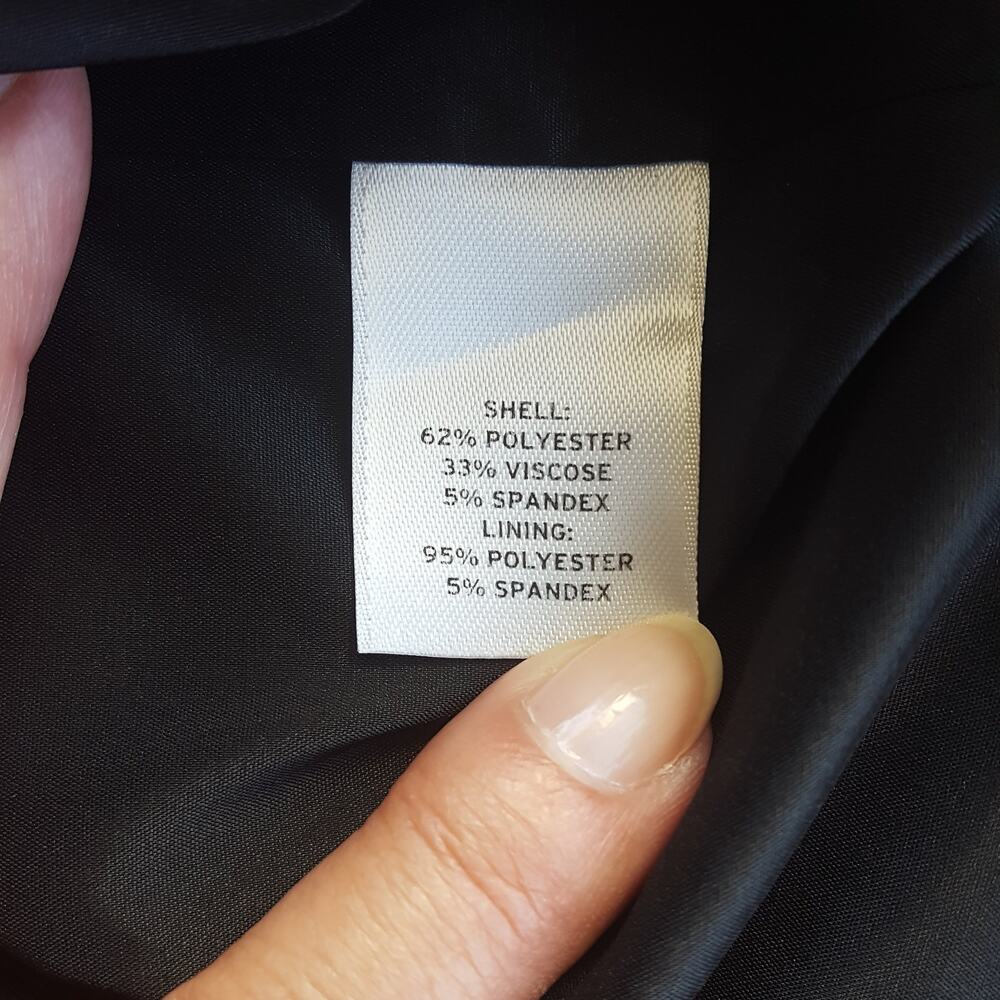 SHELL:
62% POLYESTER
33% VISCOSE
5% SPANDEX
LINING:
95% POLYESTER
5% SPANDEX